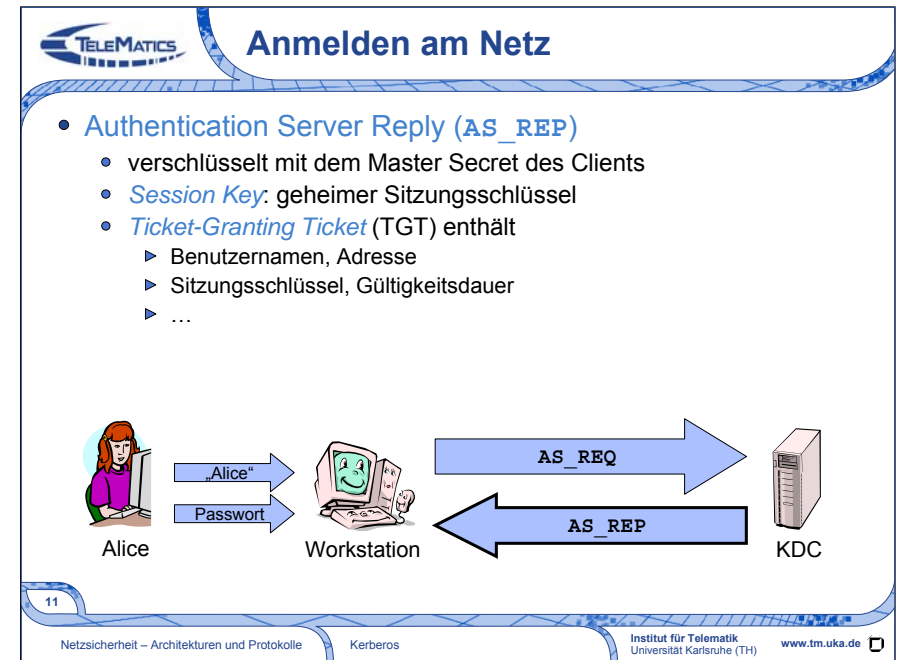 TELEMATICS
Anmelden am Netz
• Authentication Server Reply (AS_REP)
• verschlüsselt mit dem Master Secret des Clients
• Session Key: geheimer Sitzungsschlüssel
• Ticket-Granting Ticket (TGT) enthält
Benutzernamen, Adresse
Sitzungsschlüssel, Gültigkeitsdauer
…
„Alice“
Passwort
AS_REQ
AS_REP
Alice
Workstation
KDC
11
Netzsicherheit – Architekturen und Protokolle
Kerberos
Institut für Telematik
Universität Karlsruhe (TH)
www.tm.uka.de